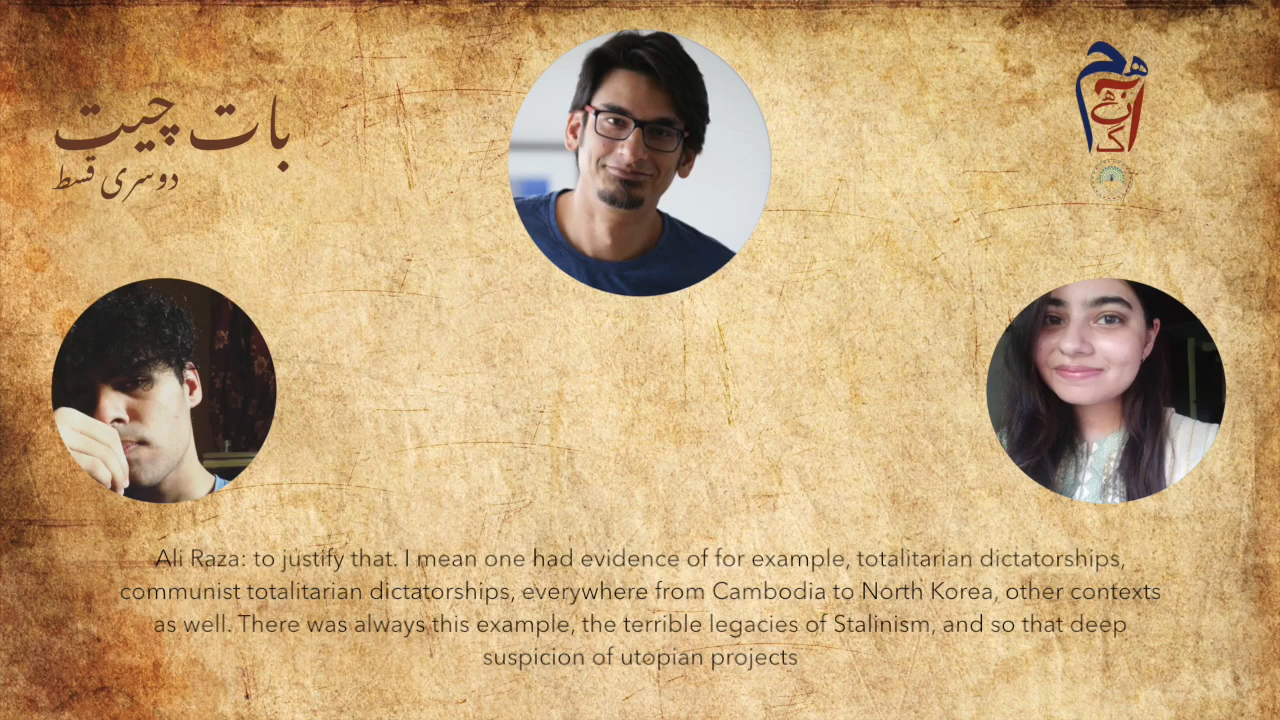 بات چیت
دوسری قسط
Ali Raza: to justify that. I mean one had evidence of for example, totalitarian dictatorships,
communist totalitarian dictatorships, everywhere from Cambodia to North Korea, other contexts
as well. There was always this example, the terrible legacies of Stalinism, and so that deep
suspicion of utopian projects